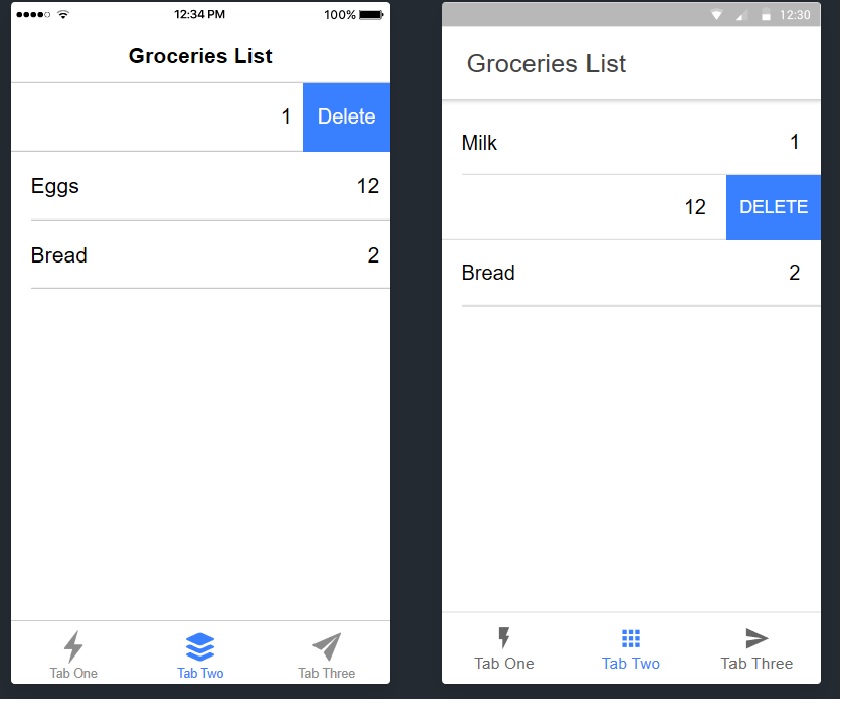 12:34 PM 100%
Groceries List
1 Delete
Eggs 12
Bread 2
Tab One Tab Two Tab Three
12:30
Groceries List
Milk 1
12 DELETE
Bread 2
Tab One Tab Two Tab Three